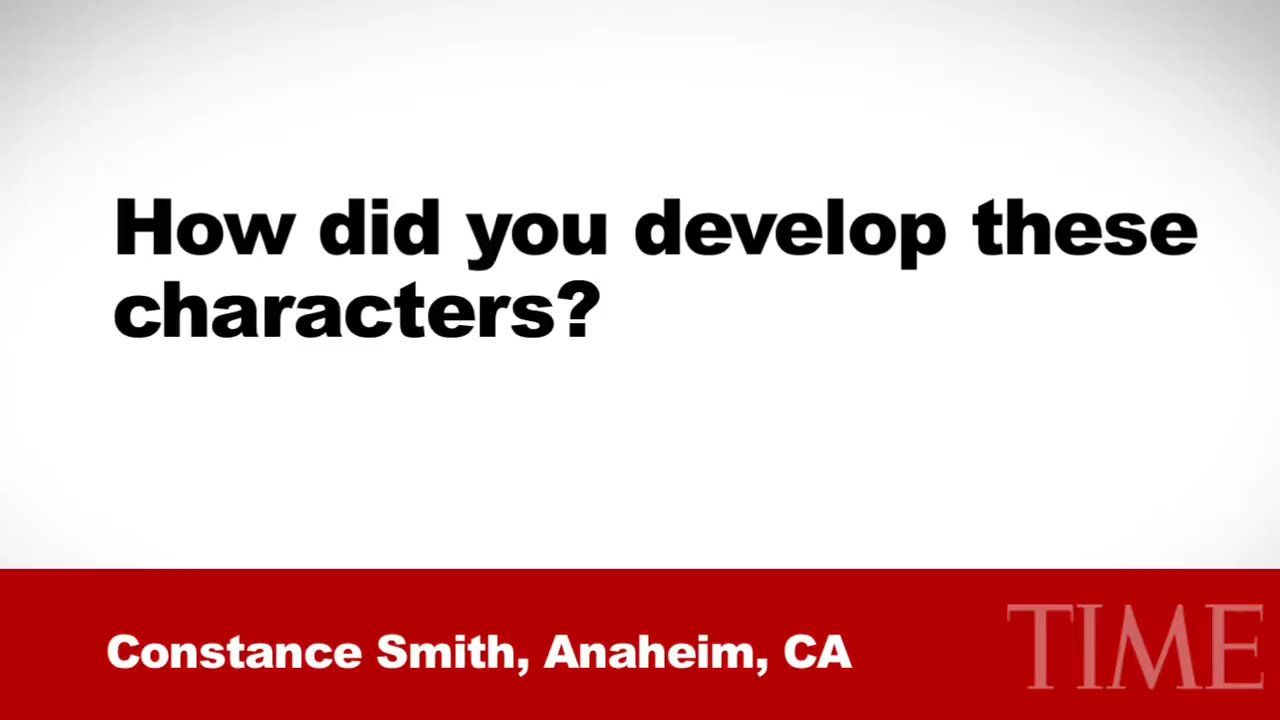 How did you develop these
characters?
Constance Smith, Anaheim, CA
TIME